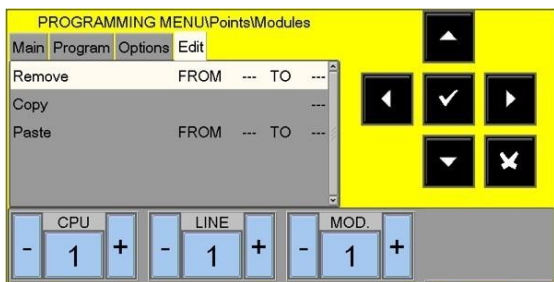 PROGRAMMING MENU\Points\Modules
Main Program Options Edit
Remove FROM --- TO ---
Copy ---
Paste FROM --- TO ---
CPU LINE MOD.
- 1 + - 1 + - 1 +